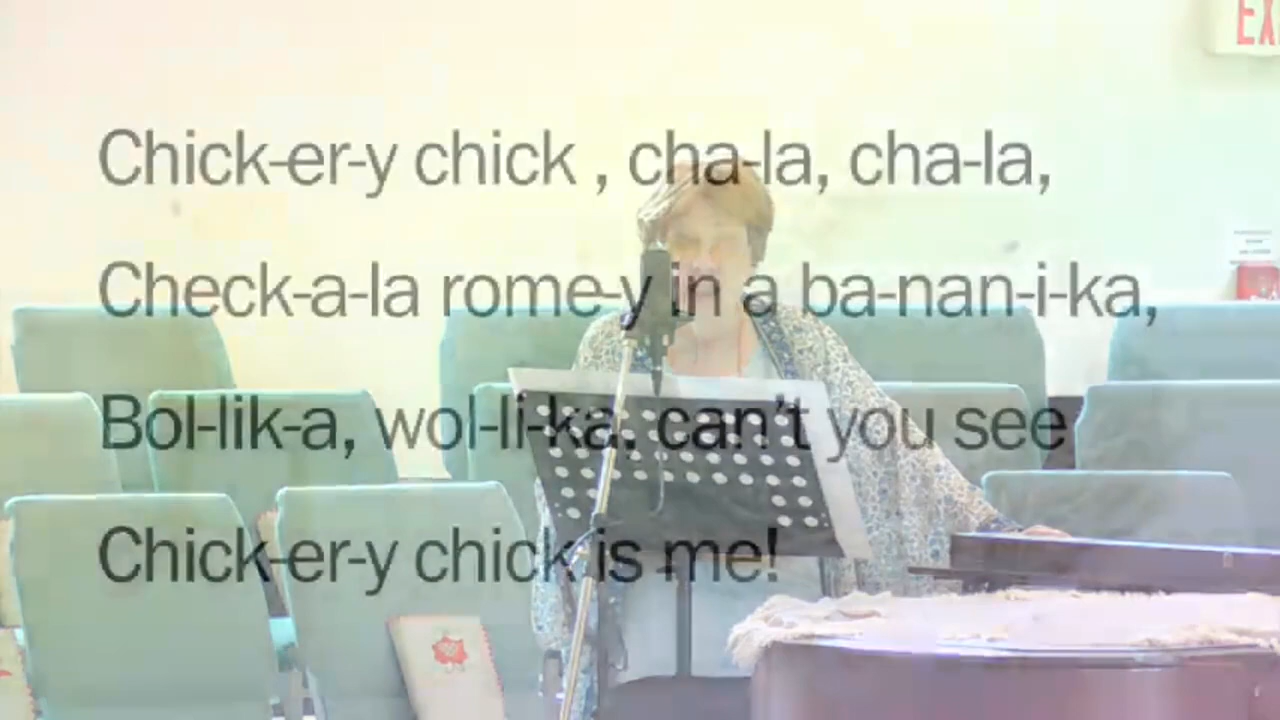 EX
Chick-er-y chick , cha-la, cha-la,
Check-a-la rome-y in a ba-nan-i-ka,
Bol-lik-a, wol-li-ka, can't you see
Chick-er-y chick is me!